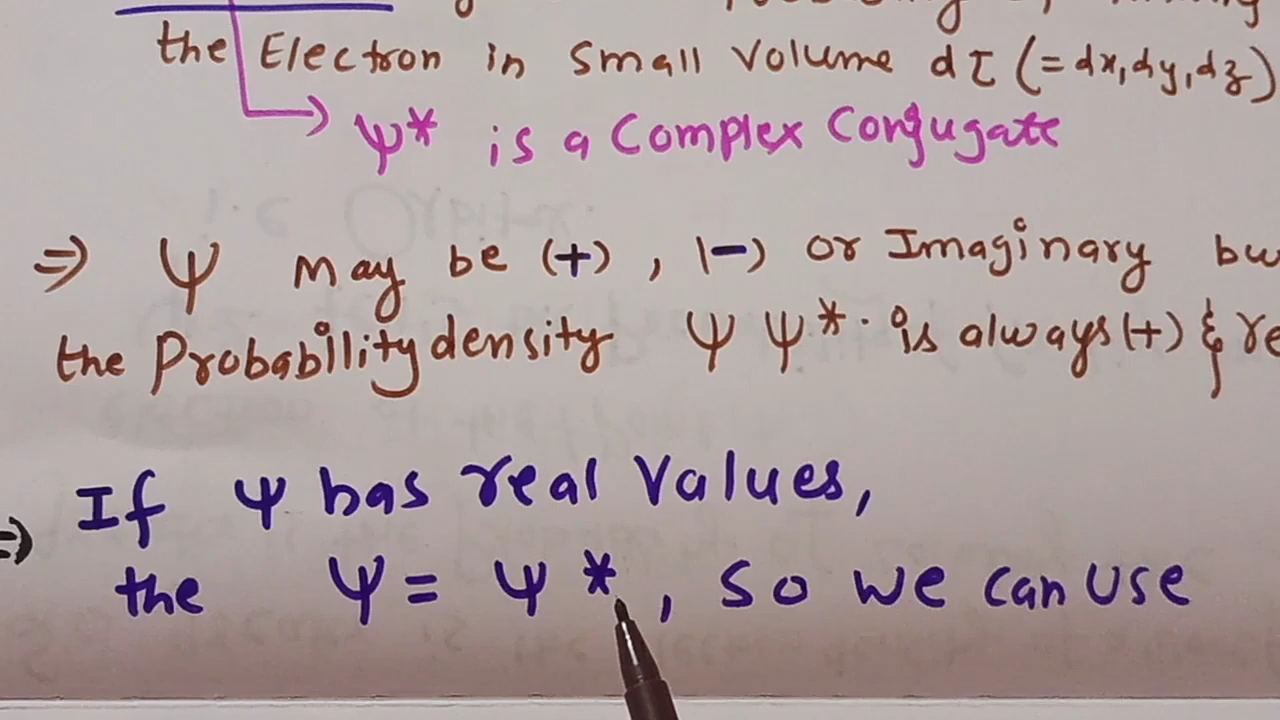 the Electron in small volume dτ (= dx, dy, dz)
ψ* is a Complex Conjugate
⇒ ψ may be (+), (-) or Imaginary
the Probability density ψ ψ*. is always (+) &
⇒ If ψ has real values,
the ψ = ψ*, so we can use